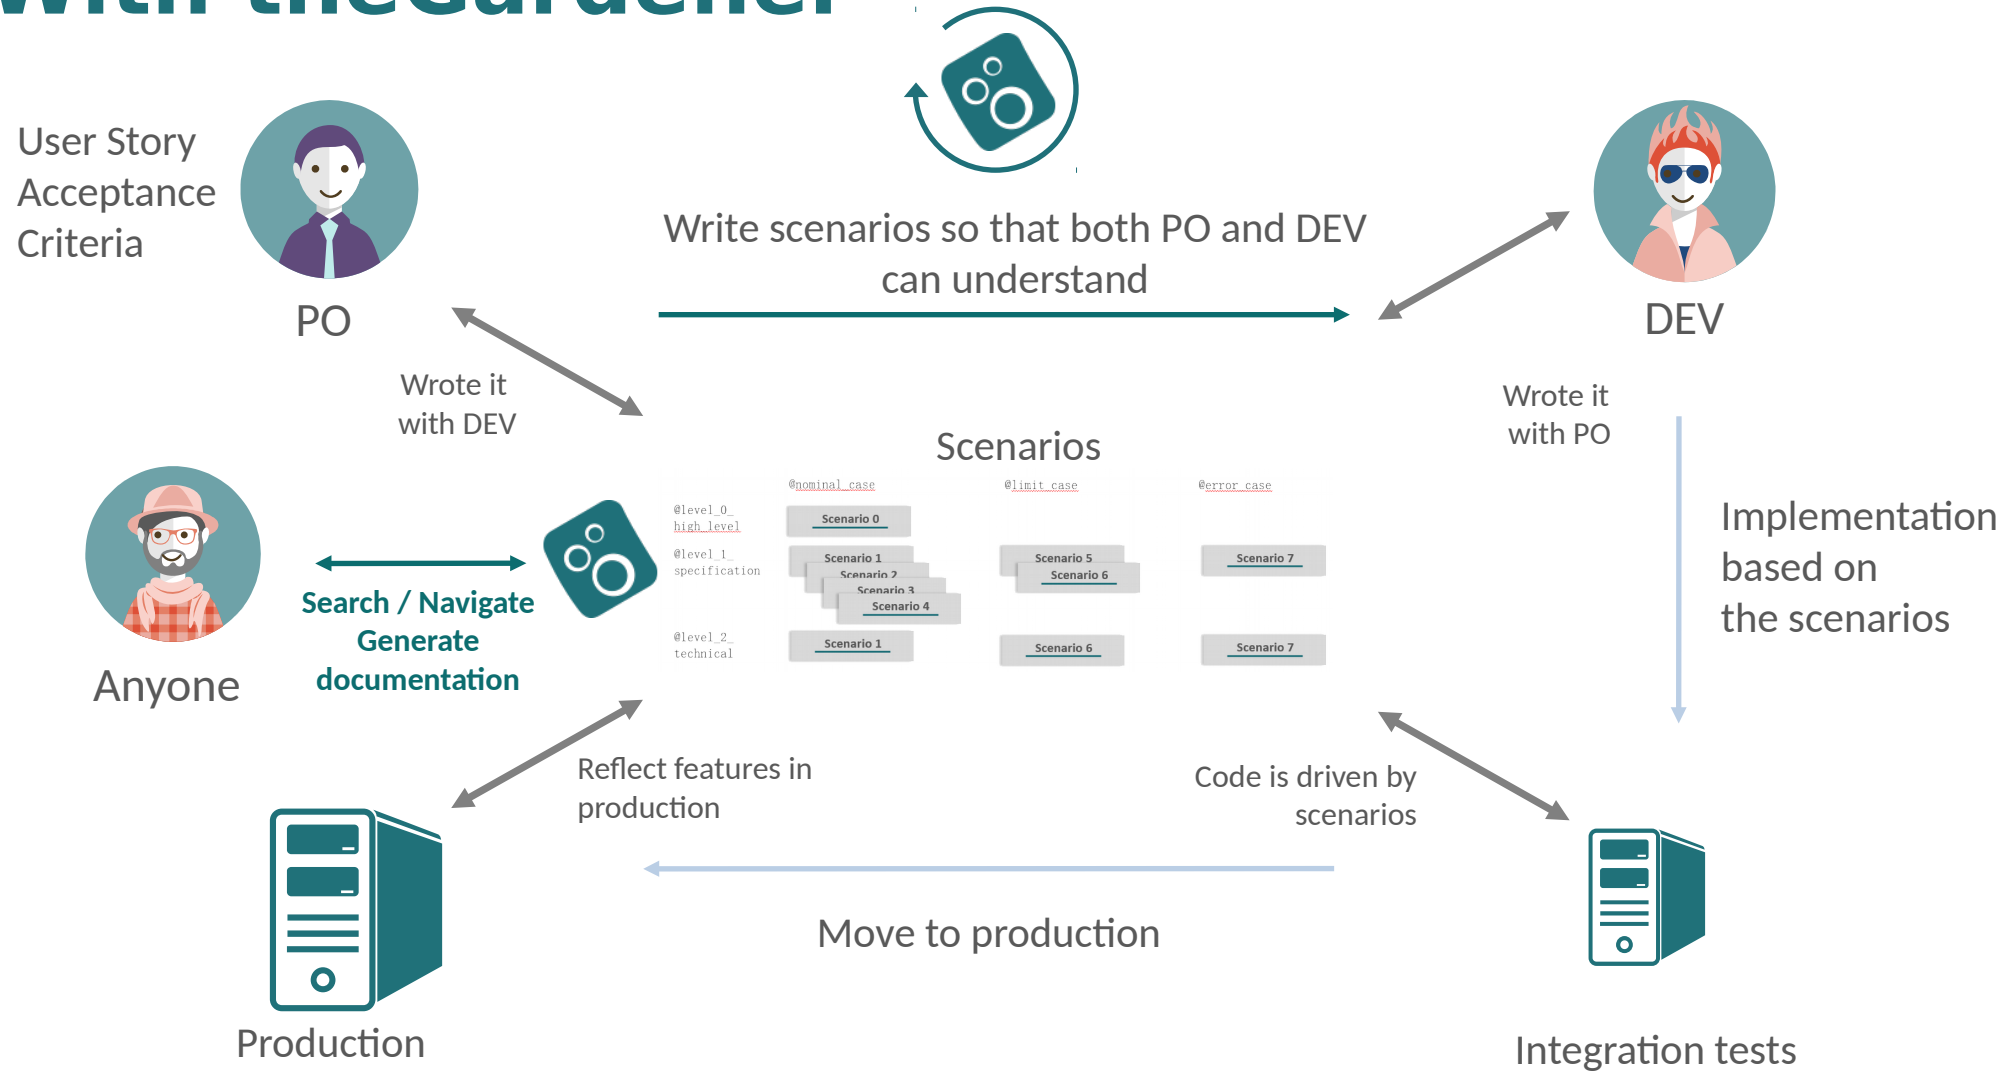 with theGardener
User Story
Acceptance
Criteria
PO
Write scenarios so that both PO and DEV
can understand
DEV
Wrote it
with DEV
Wrote it
with PO
Scenarios
@nominal_case
@limit_case
@error_case
@level_0_
high_level
Scenario 0
@level_1_
specification
Scenario 1
Scenario 2
Scenario 3
Scenario 4
Scenario 5
Scenario 6
Scenario 7
@level_2_
technical
Scenario 1
Scenario 6
Scenario 7
Anyone
Search / Navigate
Generate
documentation
Implementation
based on
the scenarios
Reflect features in
production
Code is driven by
scenarios
Move to production
Production
Integration tests